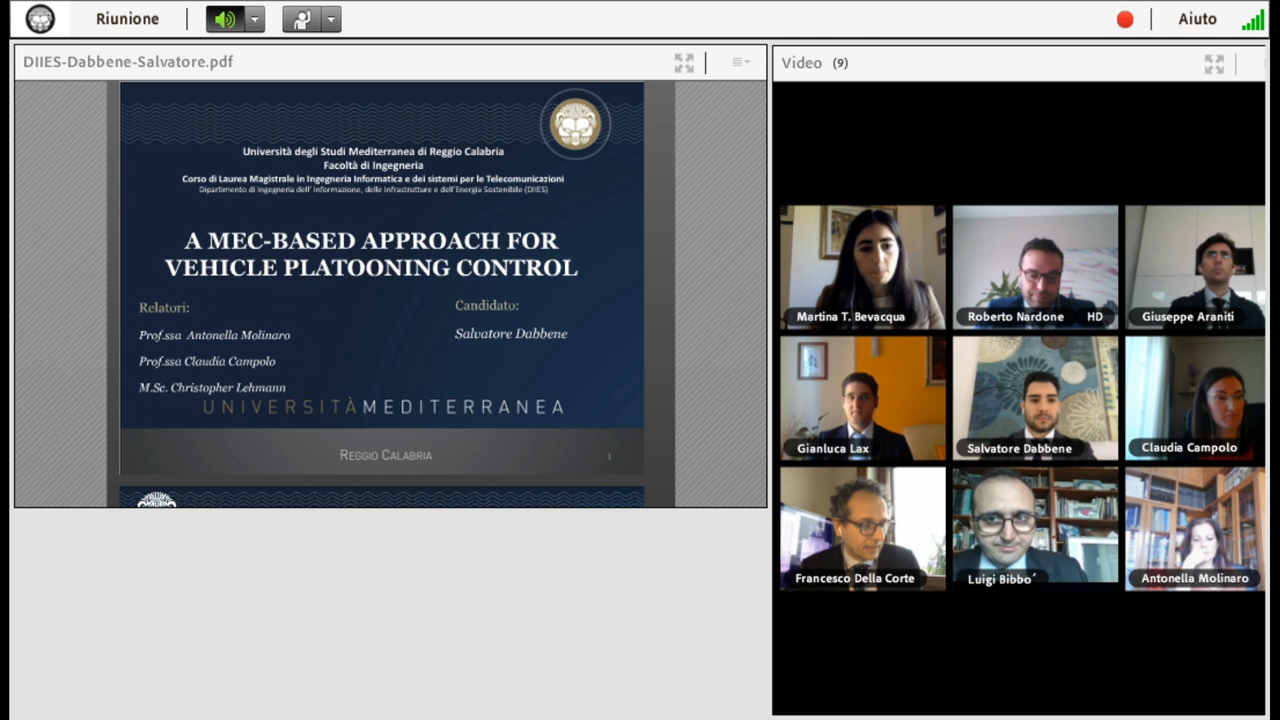 Riunione
Aiuto
DIIES-Dabbene-Salvatore.pdf
Video (9)
Università degli Studi Mediterranea di Reggio Calabria
Facoltà di Ingegneria
Corso di Laurea Magistrale in Ingegneria Informatica e dei sistemi per le Telecomunicazioni
Dipartimento di Ingegneria dell' Informazione, delle Infrastrutture e dell'Energia Sostenibile (DIIES)
A MEC-BASED APPROACH FOR
VEHICLE PLATOONING CONTROL
Relatori:
Candidato:
Prof.ssa Antonella Molinaro
Salvatore Dabbene
Prof.ssa Claudia Campolo
M.Sc. Christopher Lehmann
UNIVERSITÀMEDITERRANEA
REGGIO CALABRIA
1
Martina T. Bevacqua
Roberto Nardone HD
Giuseppe Araniti
Gianluca Lax
Salvatore Dabbene
Claudia Campolo
Francesco Della Corte
Luigi Bibbo´
Antonella Molinaro